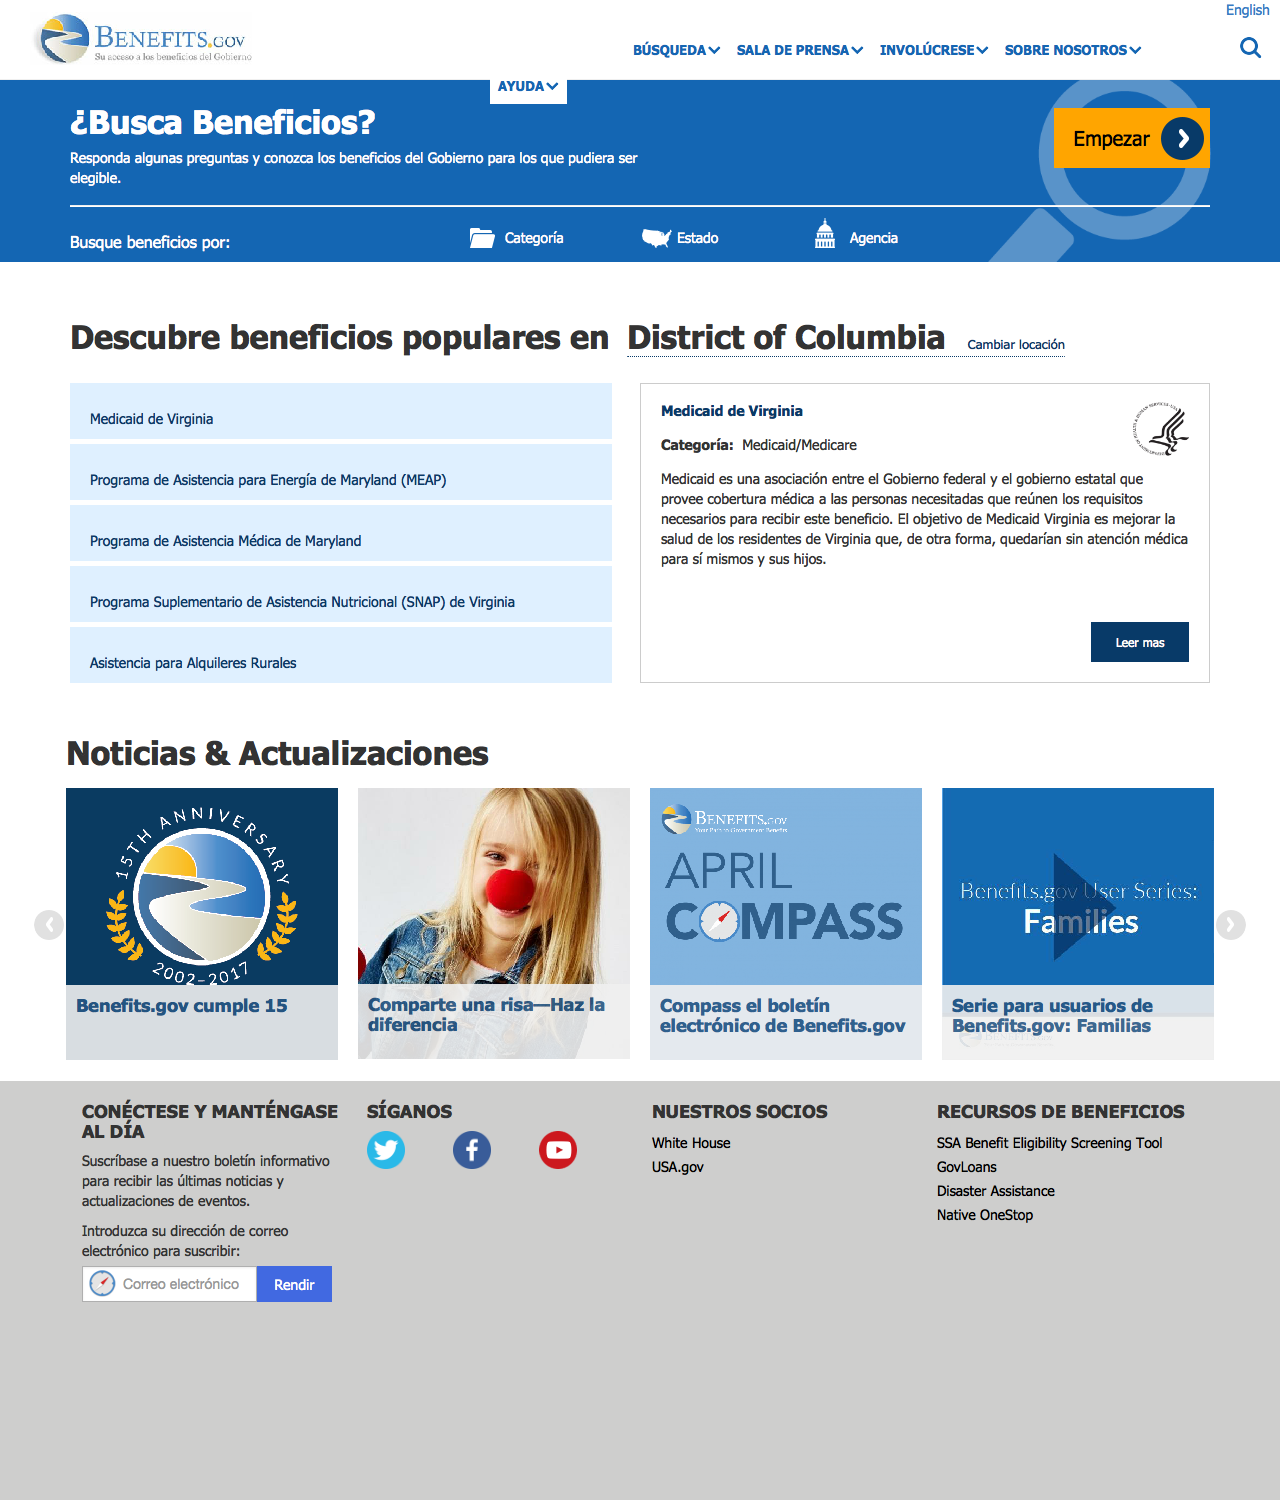 English
BENEFITS.GOV
Su acceso a los beneficios del Gobierno
BÚSQUEDA SALA DE PRENSA INVOLÚCRESE SOBRE NOSOTROS
AYUDA
¿Busca Beneficios?
Responda algunas preguntas y conozca los beneficios del Gobierno para los que pudiera ser
elegible.
Empezar
Busque beneficios por:
Categoría
Estado
Agencia
Descubre beneficios populares en District of Columbia Cambiar locación
Medicaid de Virginia
Programa de Asistencia para Energía de Maryland (MEAP)
Programa de Asistencia Médica de Maryland
Programa Suplementario de Asistencia Nutricional (SNAP) de Virginia
Asistencia para Alquileres Rurales
Medicaid de Virginia
Categoría: Medicaid/Medicare
Medicaid es una asociación entre el Gobierno federal y el gobierno estatal que
provee cobertura médica a las personas necesitadas que reúnen los requisitos
necesarios para recibir este beneficio. El objetivo de Medicaid Virginia es mejorar la
salud de los residentes de Virginia que, de otra forma, quedarían sin atención médica
para sí mismos y sus hijos.
Leer mas
Noticias & Actualizaciones
15TH ANNIVERSARY
2002-2017
Benefits.gov cumple 15
Comparte una risa—Haz la
diferencia
BENEFITS.GOV
Your Path to Government Benefits
APRIL
COMPASS
Compass el boletín
electrónico de Benefits.gov
Benefits.gov User Series:
Families
Serie para usuarios de
Benefits.gov: Familias
CONÉCTESE Y MANTÉNGASE
AL DÍA
Suscríbase a nuestro boletín informativo
para recibir las últimas noticias y
actualizaciones de eventos.
Introduzca su dirección de correo
electrónico para suscribir:
Correo electrónico
Rendir
SÍGANOS
NUESTROS SOCIOS
White House
USA.gov
RECURSOS DE BENEFICIOS
SSA Benefit Eligibility Screening Tool
GovLoans
Disaster Assistance
Native OneStop